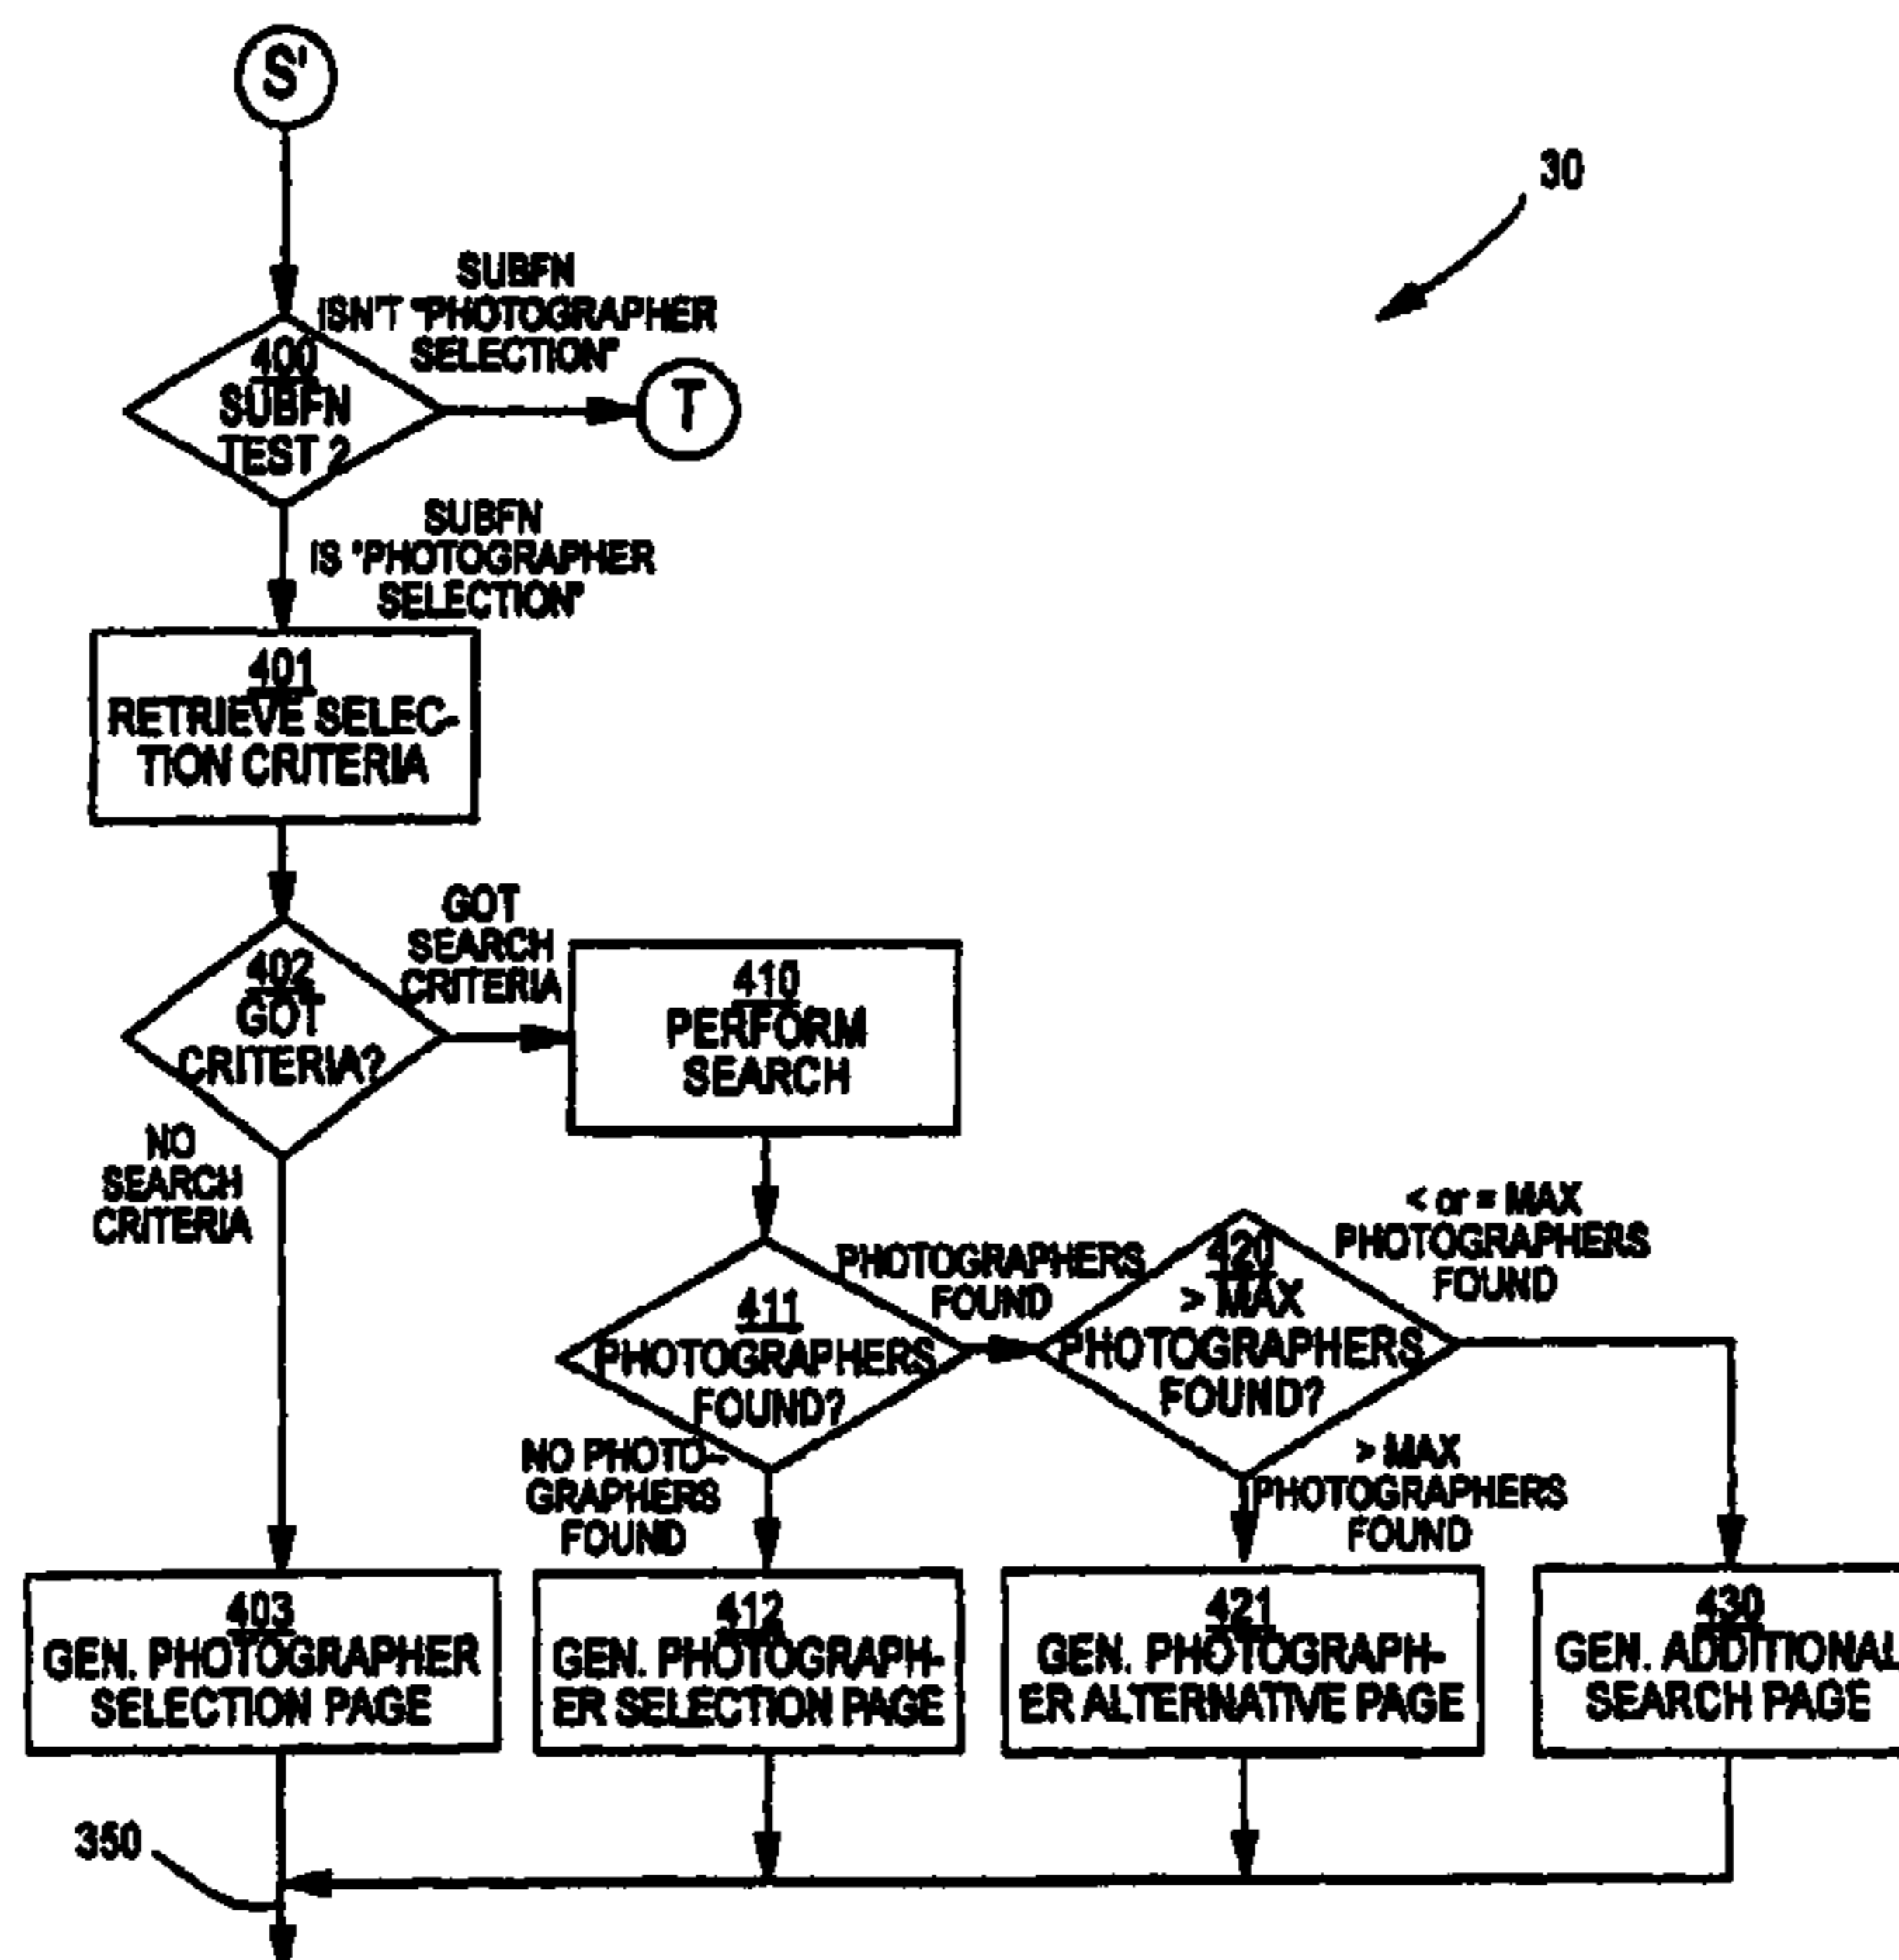 S'
30
SUBFN
ISN'T "PHOTOGRAPHER
SELECTION"
400
SUBFN
TEST 2
T
SUBFN
IS "PHOTOGRAPHER
SELECTION"
401
RETRIEVE SELEC-
TION CRITERIA
GOT
SEARCH
CRITERIA
402
GOT
CRITERIA?
410
PERFORM
SEARCH
NO
SEARCH
CRITERIA
< or = MAX
PHOTOGRAPHERS
FOUND
PHOTOGRAPHERS
FOUND
420
> MAX
PHOTOGRAPHERS
FOUND?
411
PHOTOGRAPHERS
FOUND?
NO PHOTO-
GRAPHERS
FOUND
> MAX
PHOTOGRAPHERS
FOUND
403
GEN. PHOTOGRAPHER
SELECTION PAGE
412
GEN. PHOTOGRAPH-
ER SELECTION PAGE
421
GEN. PHOTOGRAPH-
ER ALTERNATIVE PAGE
430
GEN. ADDITIONAL
SEARCH PAGE
350